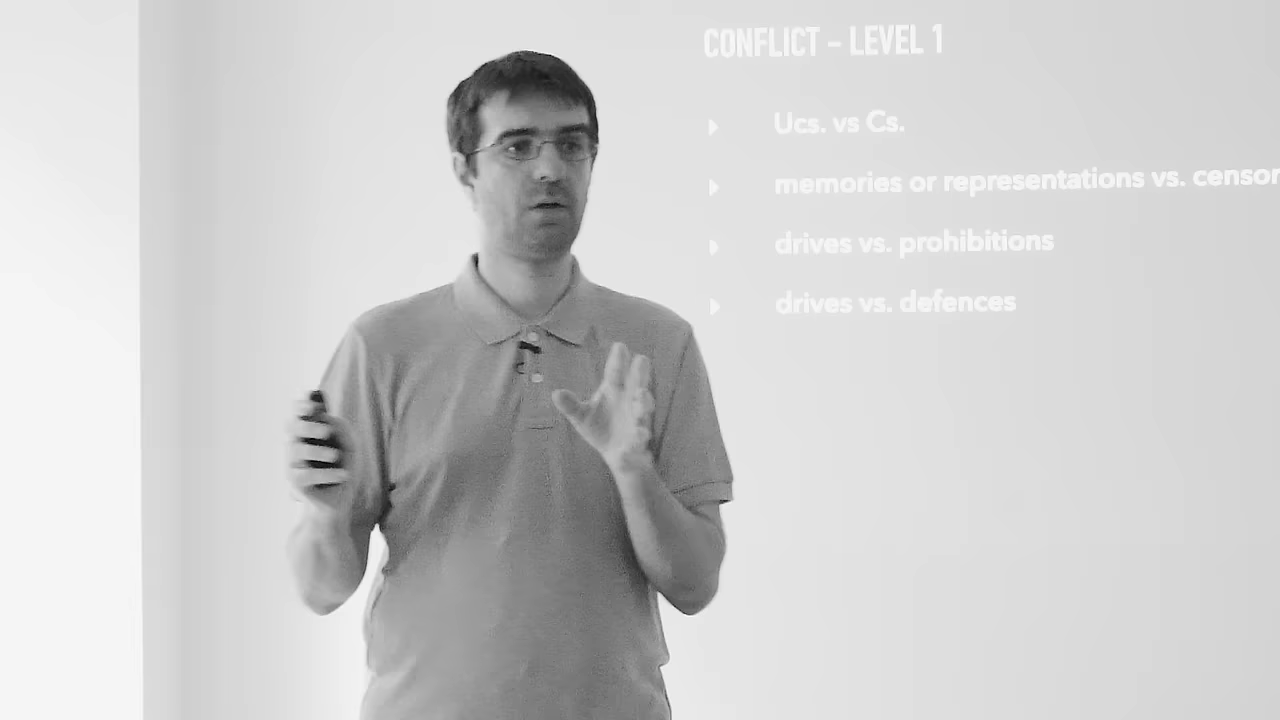 CONFLICT – LEVEL 1
Ucs. vs Cs.
memories or representations vs. censor
drives vs. prohibitions
drives vs. defences